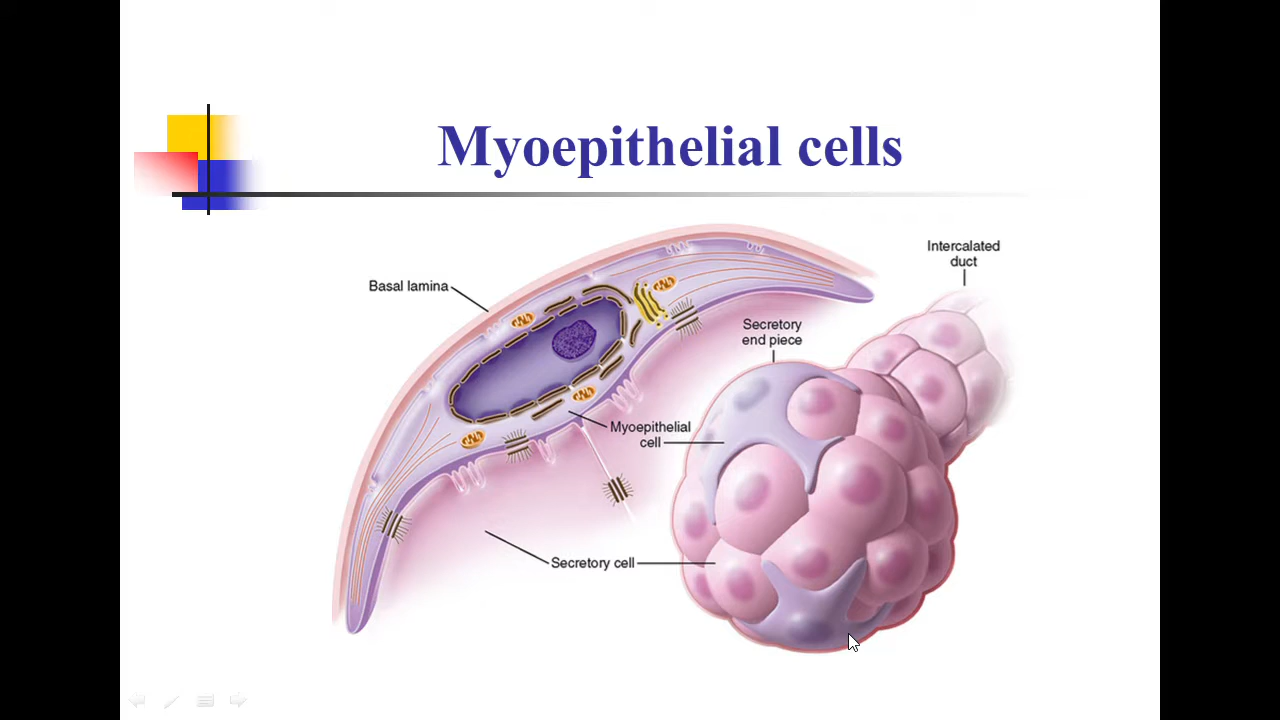 Myoepithelial cells
Intercalated
duct
Basal lamina
Secretory
end piece
Myoepithelial
cell
Secretory cell